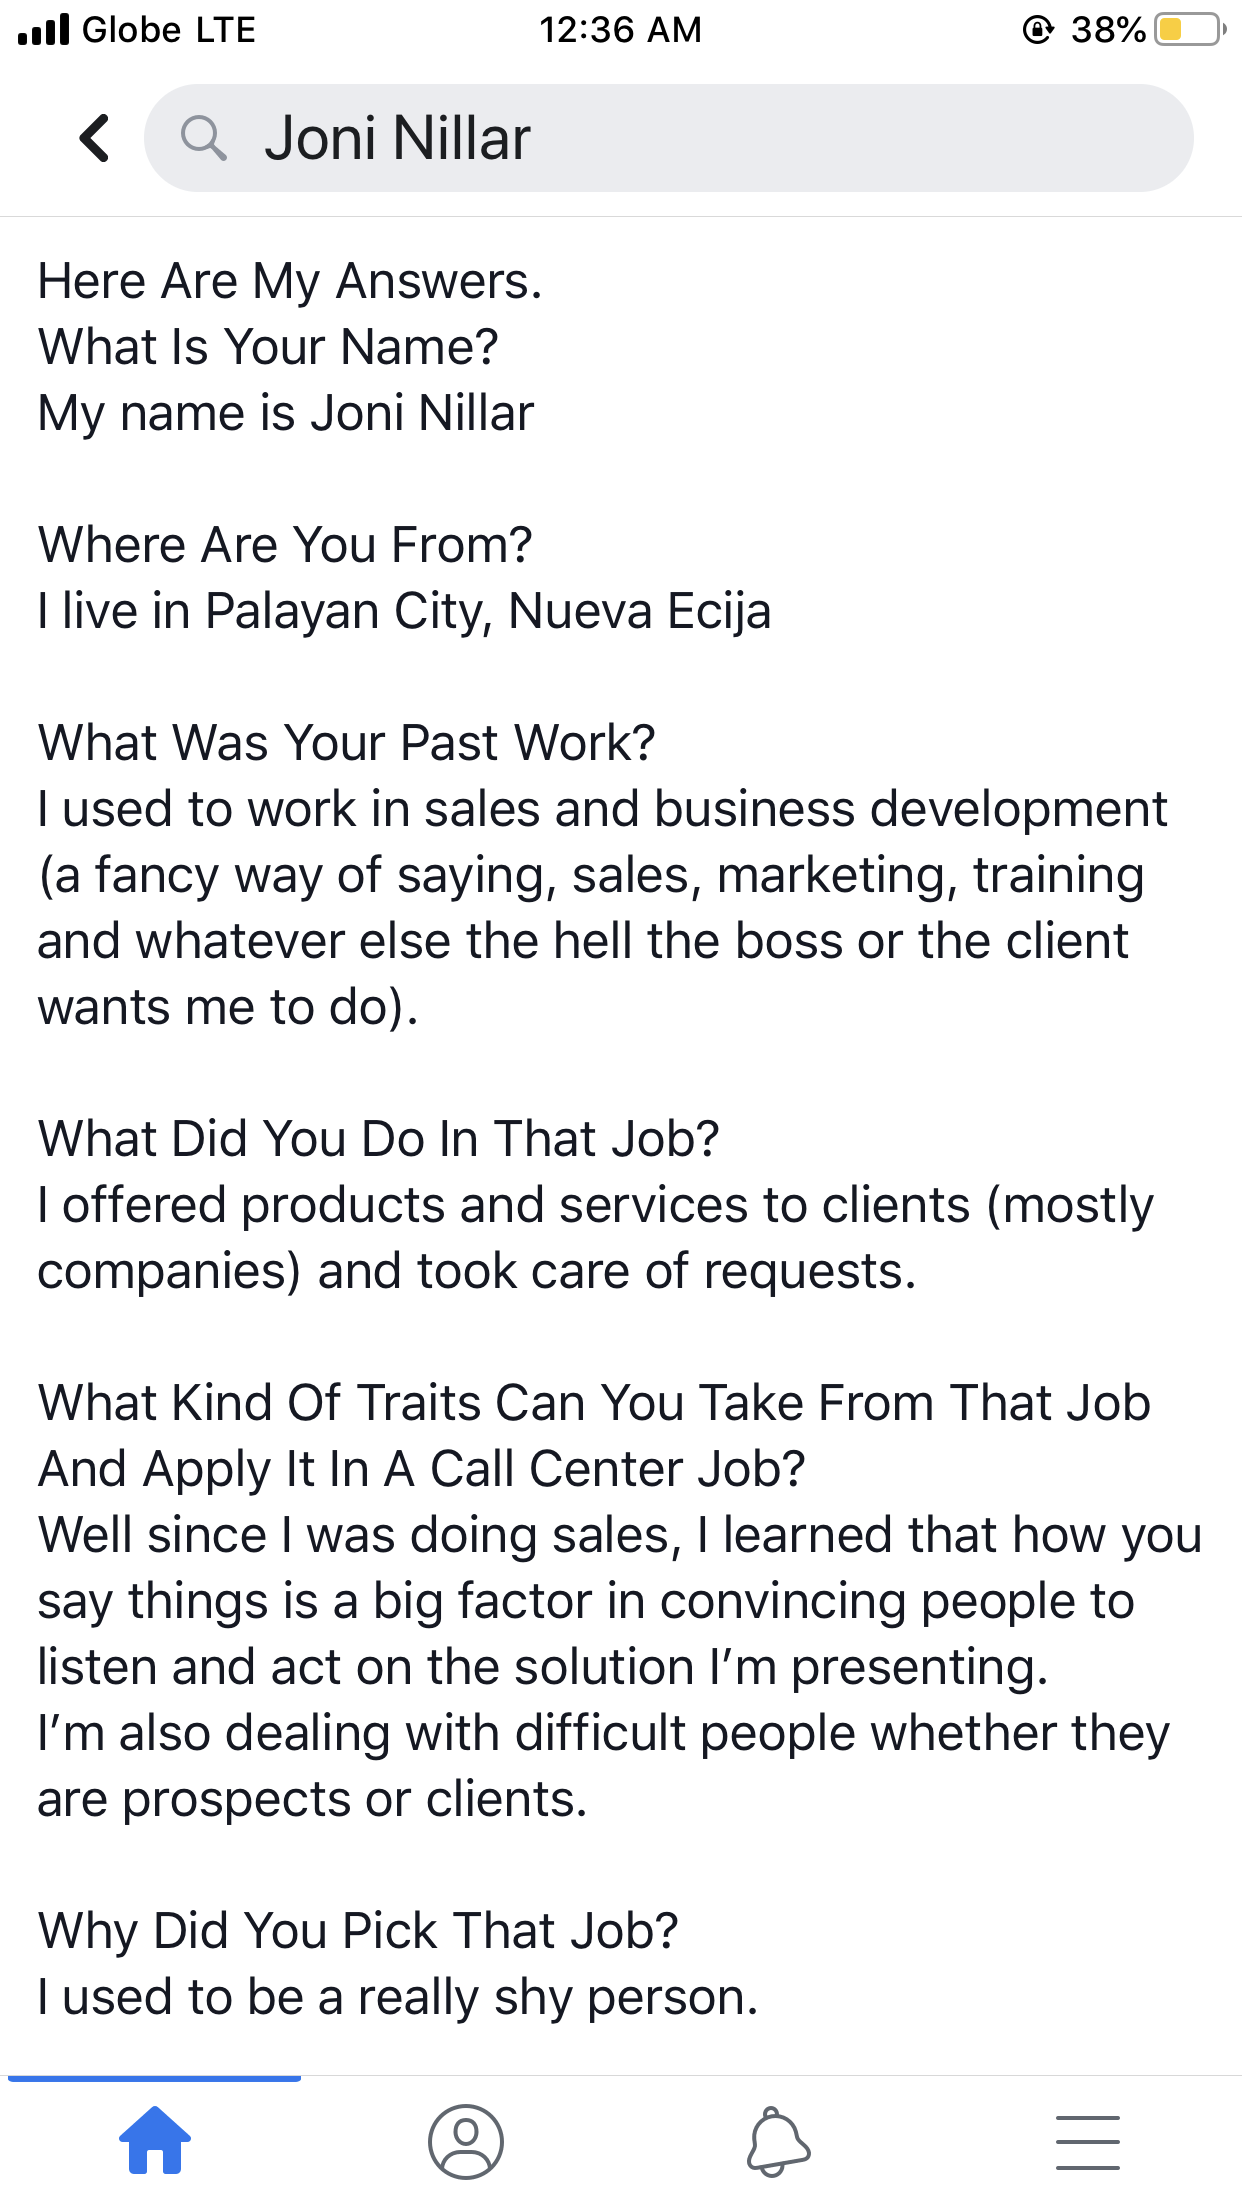 Globe LTE 12:36 AM 38%
Joni Nillar
Here Are My Answers.
What Is Your Name?
My name is Joni Nillar
Where Are You From?
I live in Palayan City, Nueva Ecija
What Was Your Past Work?
I used to work in sales and business development
(a fancy way of saying, sales, marketing, training
and whatever else the hell the boss or the client
wants me to do).
What Did You Do In That Job?
I offered products and services to clients (mostly
companies) and took care of requests.
What Kind Of Traits Can You Take From That Job
And Apply It In A Call Center Job?
Well since I was doing sales, I learned that how you
say things is a big factor in convincing people to
listen and act on the solution I’m presenting.
I’m also dealing with difficult people whether they
are prospects or clients.
Why Did You Pick That Job?
I used to be a really shy person.